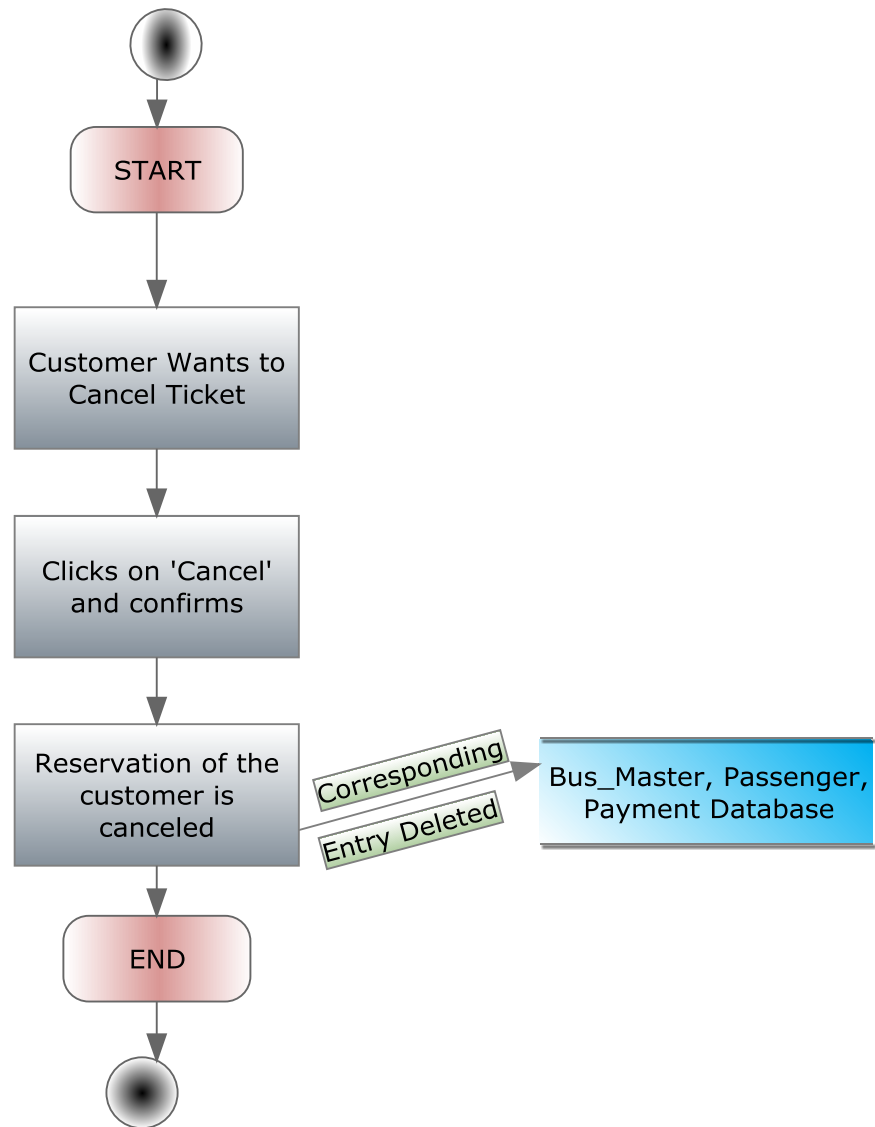 START
Customer Wants to
Cancel Ticket
Clicks on 'Cancel'
and confirms
Reservation of the
customer is
canceled
Corresponding
Entry Deleted
Bus_Master, Passenger,
Payment Database
END